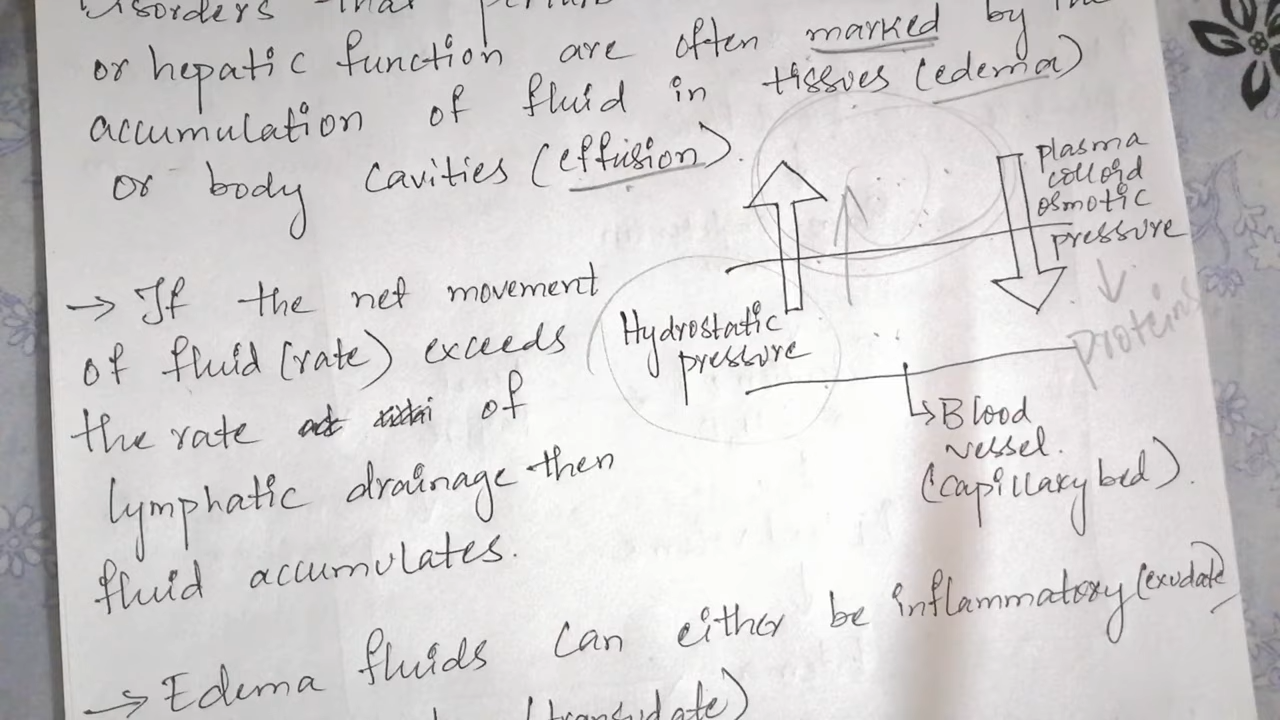 Disorders that
or hepatic function are often marked by the
accumulation of fluid in tissues (edema)
or body cavities (effusion).
plasma
colloid
osmotic
pressure
↓
proteins
Hydrostatic
pressure
↳ Blood
vessel.
(capillary bed).
→ If the net movement
of fluid (rate) exceeds
the rate of
lymphatic drainage then
fluid accumulates.
→ Edema fluids can either be inflammatory (exudate)
(transudate)